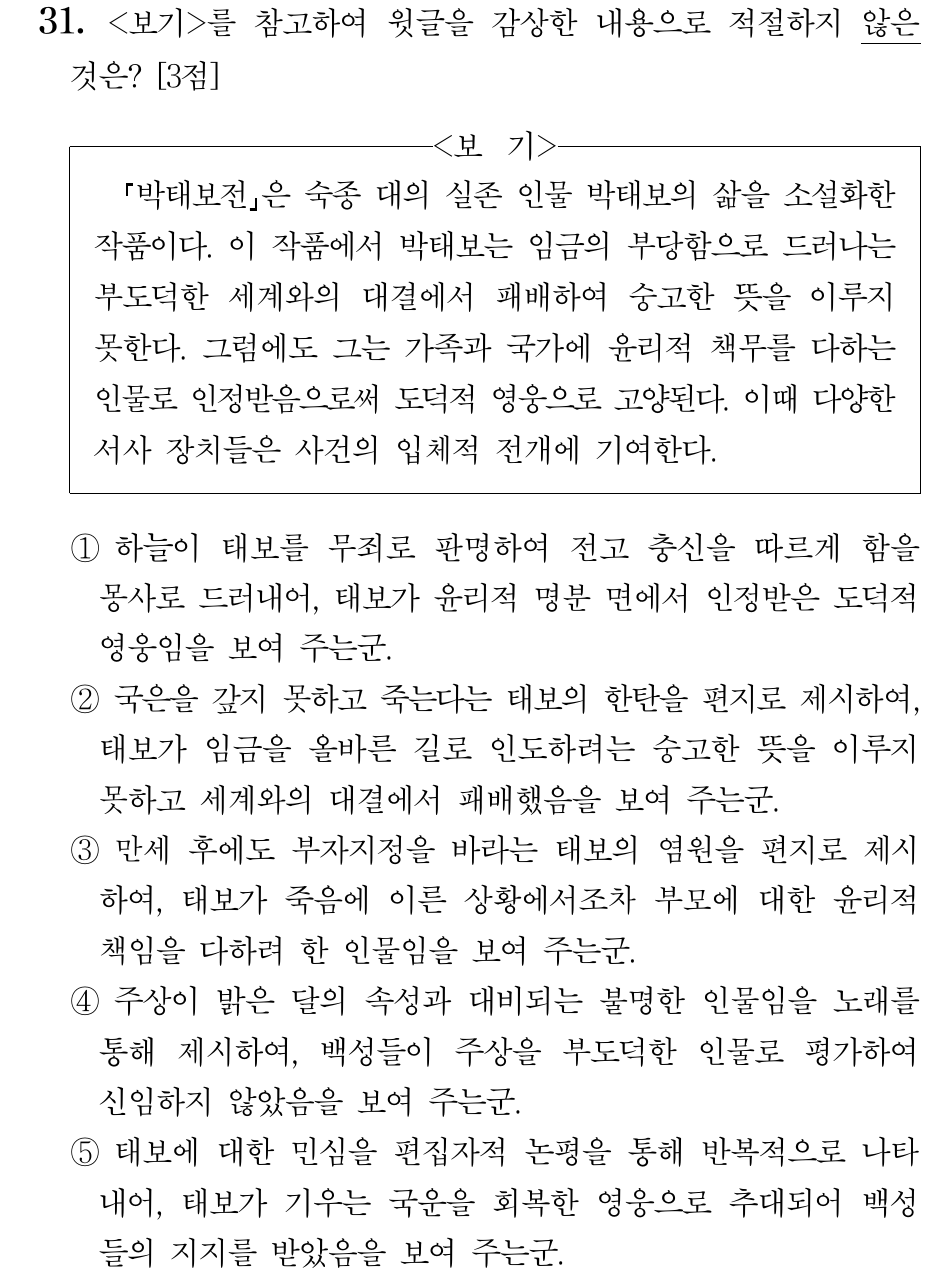 31. <보기>를 참고하여 윗글을 감상한 내용으로 적절하지 않은
것은? [3점]
<보 기>
『박태보전』은 숙종 대의 실존 인물 박태보의 삶을 소설화한
작품이다. 이 작품에서 박태보는 임금의 부당함으로 드러나는
부도덕한 세계와의 대결에서 패배하여 숭고한 뜻을 이루지
못한다. 그럼에도 그는 가족과 국가에 윤리적 책무를 다하는
인물로 인정받음으로써 도덕적 영웅으로 고양된다. 이때 다양한
서사 장치들은 사건의 입체적 전개에 기여한다.
① 하늘이 태보를 무죄로 판명하여 전고 충신을 따르게 함을
몽사로 드러내어, 태보가 윤리적 명분 면에서 인정받은 도덕적
영웅임을 보여 주는군.
② 국은을 갚지 못하고 죽는다는 태보의 한탄을 편지로 제시하여,
태보가 임금을 올바른 길로 인도하려는 숭고한 뜻을 이루지
못하고 세계와의 대결에서 패배했음을 보여 주는군.
③ 만세 후에도 부자지정을 바라는 태보의 염원을 편지로 제시
하여, 태보가 죽음에 이른 상황에서조차 부모에 대한 윤리적
책임을 다하려 한 인물임을 보여 주는군.
④ 주상이 밝은 달의 속성과 대비되는 불명한 인물임을 노래를
통해 제시하여, 백성들이 주상을 부도덕한 인물로 평가하여
신임하지 않았음을 보여 주는군.
⑤ 태보에 대한 민심을 편집자적 논평을 통해 반복적으로 나타
내어, 태보가 기우는 국운을 회복한 영웅으로 추대되어 백성
들의 지지를 받았음을 보여 주는군.